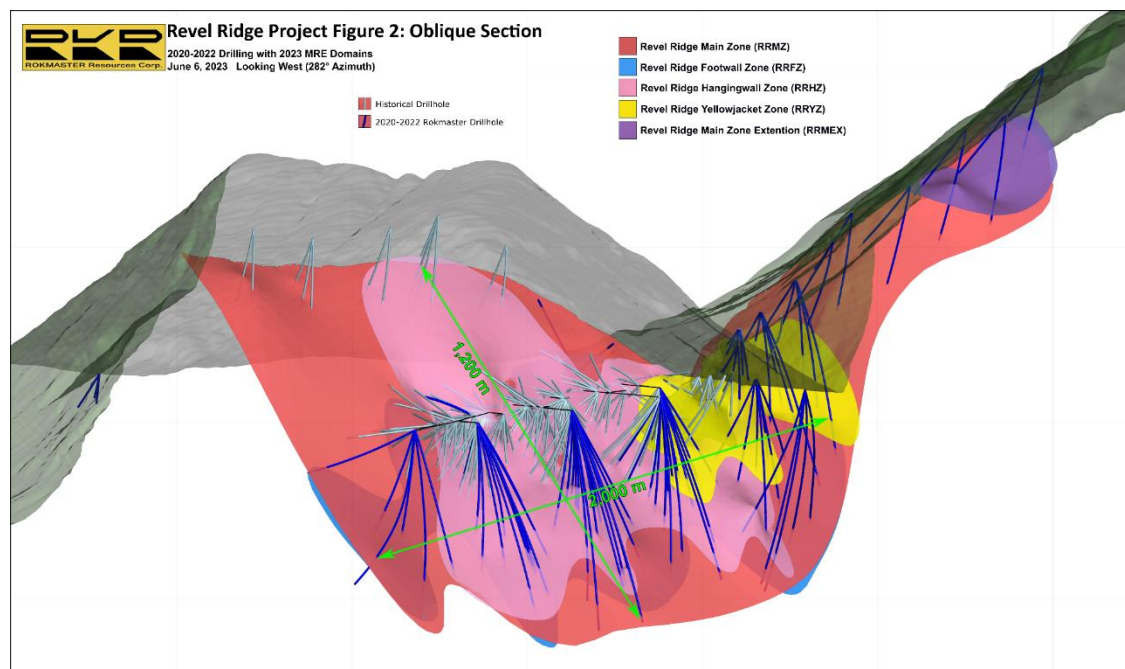 RKR
ROKMASTER Resources Corp.
Revel Ridge Project Figure 2: Oblique Section
2020-2022 Drilling with 2023 MRE Domains
June 6, 2023 Looking West (282° Azimuth)
Historical Drillhole
2020-2022 Rokmaster Drillhole
Revel Ridge Main Zone (RRMZ)
Revel Ridge Footwall Zone (RRFZ)
Revel Ridge Hangingwall Zone (RRHZ)
Revel Ridge Yellowjacket Zone (RRYZ)
Revel Ridge Main Zone Extention (RRMEX)
1,200 m
2,000 m